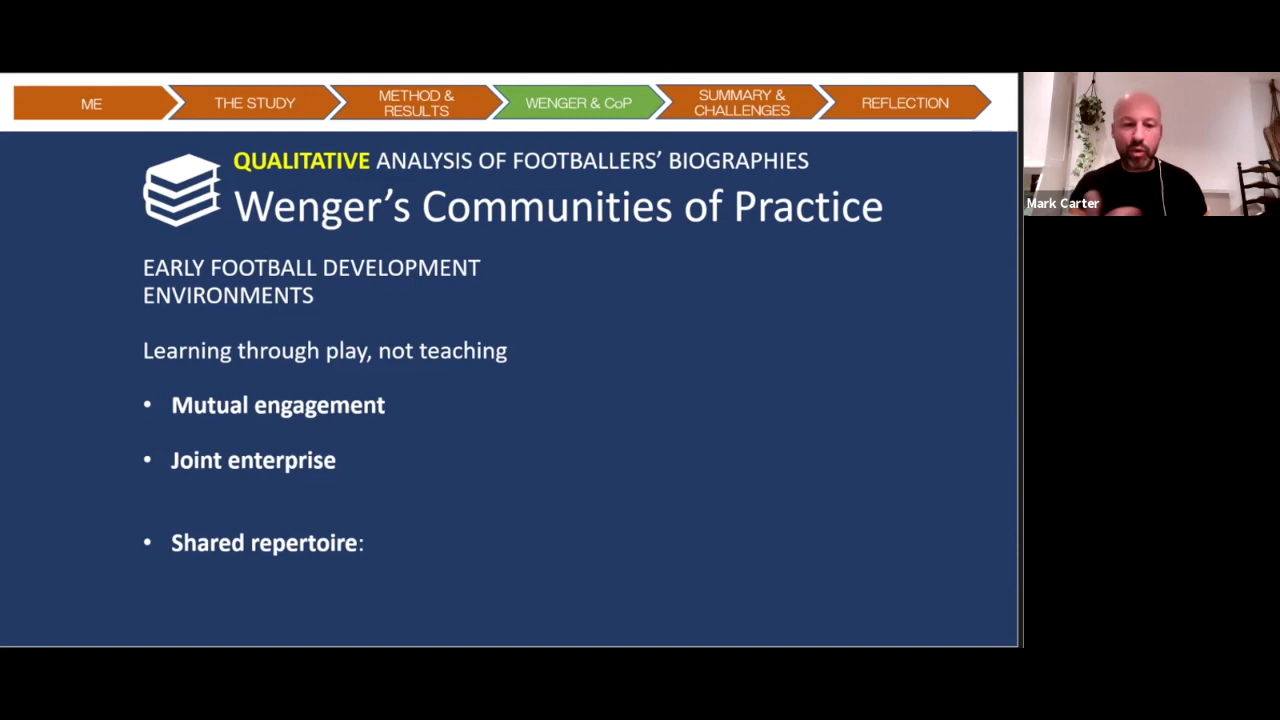 ME
THE STUDY
METHOD &
RESULTS
WENGER & CoP
SUMMARY &
CHALLENGES
REFLECTION
QUALITATIVE ANALYSIS OF FOOTBALLERS' BIOGRAPHIES
Wenger's Communities of Practice
EARLY FOOTBALL DEVELOPMENT
ENVIRONMENTS
Learning through play, not teaching
• Mutual engagement
• Joint enterprise
• Shared repertoire:
Mark Carter